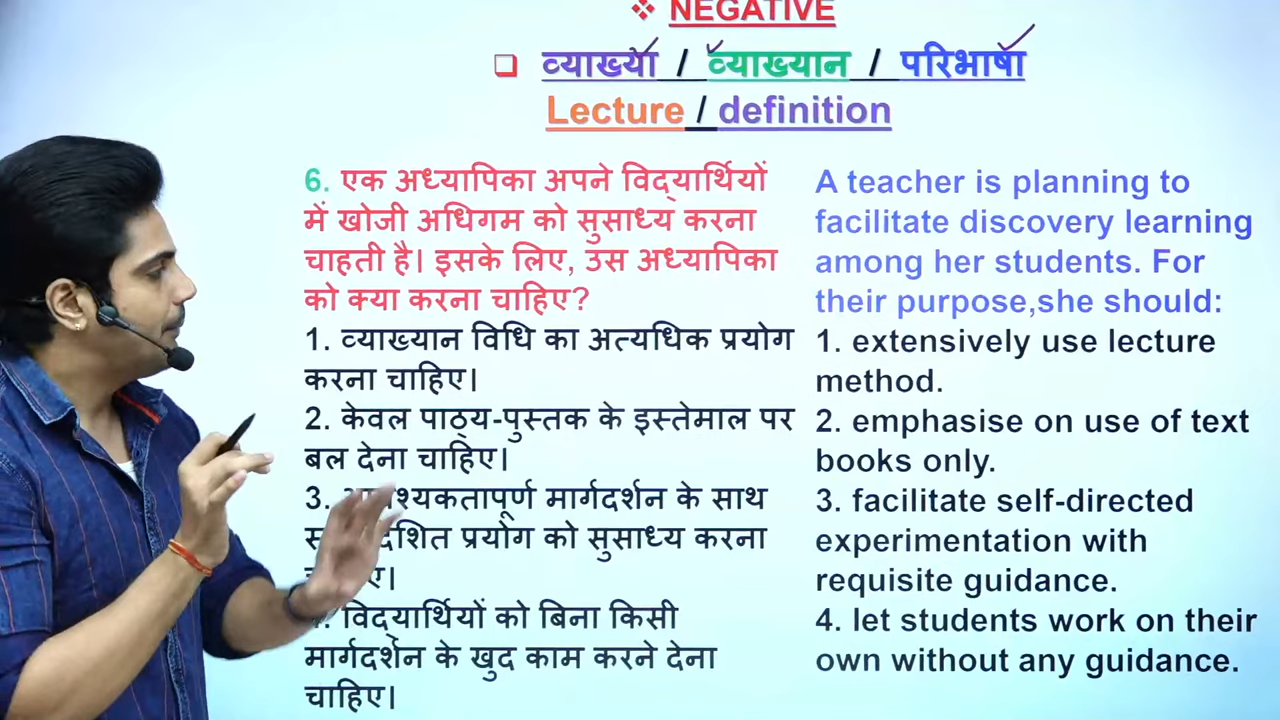 ❖ NEGATIVE
❑ व्याख्या / व्याख्यान / परिभाषा
Lecture / definition
6. एक अध्यापिका अपने विद्यार्थियों
में खोजी अधिगम को सुसाध्य करना
चाहती है। इसके लिए, उस अध्यापिका
को क्या करना चाहिए?
1. व्याख्यान विधि का अत्यधिक प्रयोग
करना चाहिए।
2. केवल पाठ्य-पुस्तक के इस्तेमाल पर
बल देना चाहिए।
3. मार्गदर्शन के साथ
प्रयोग को सुसाध्य करना
विद्यार्थियों को बिना किसी
मार्गदर्शन के खुद काम करने देना
चाहिए।
A teacher is planning to
facilitate discovery learning
among her students. For
their purpose,she should:
1. extensively use lecture
method.
2. emphasise on use of text
books only.
3. facilitate self-directed
experimentation with
requisite guidance.
4. let students work on their
own without any guidance.